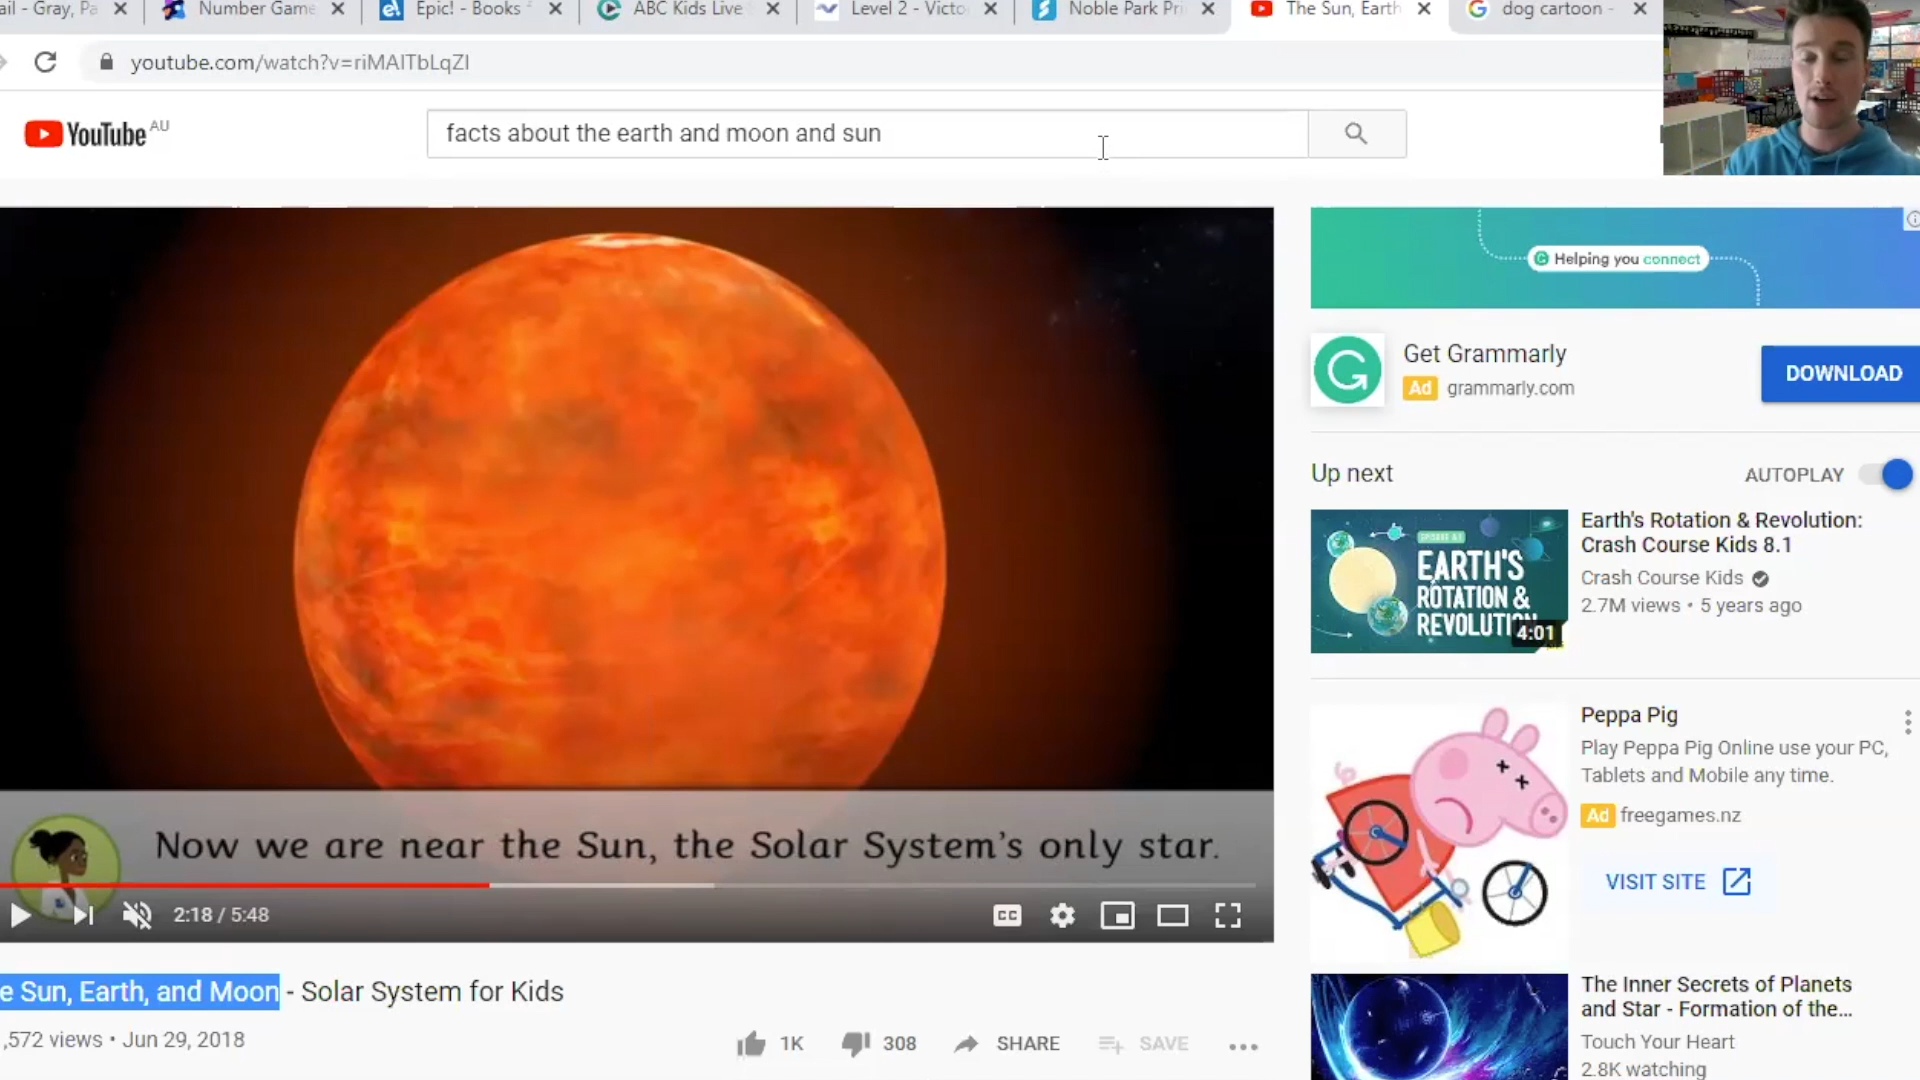 ail - Gray, Pa
Number Game
Epic! - Books
ABC Kids Live
Level 2 - Victo
Noble Park Pri
The Sun, Earth
dog cartoon -
youtube.com/watch?v=riMAITbLqZI
YouTube AU
facts about the earth and moon and sun
Now we are near the Sun, the Solar System's only star.
2:18 / 5:48
CC
e Sun, Earth, and Moon - Solar System for Kids
,572 views • Jun 29, 2018
1K
308
SHARE
SAVE
Helping you connect
Get Grammarly
Ad grammarly.com
DOWNLOAD
Up next
AUTOPLAY
EARTH'S
ROTATION &
REVOLUTION
4:01
Earth's Rotation & Revolution:
Crash Course Kids 8.1
Crash Course Kids
2.7M views • 5 years ago
Peppa Pig
Play Peppa Pig Online use your PC,
Tablets and Mobile any time.
Ad freegames.nz
VISIT SITE
The Inner Secrets of Planets
and Star - Formation of the...
Touch Your Heart
2.8K watching